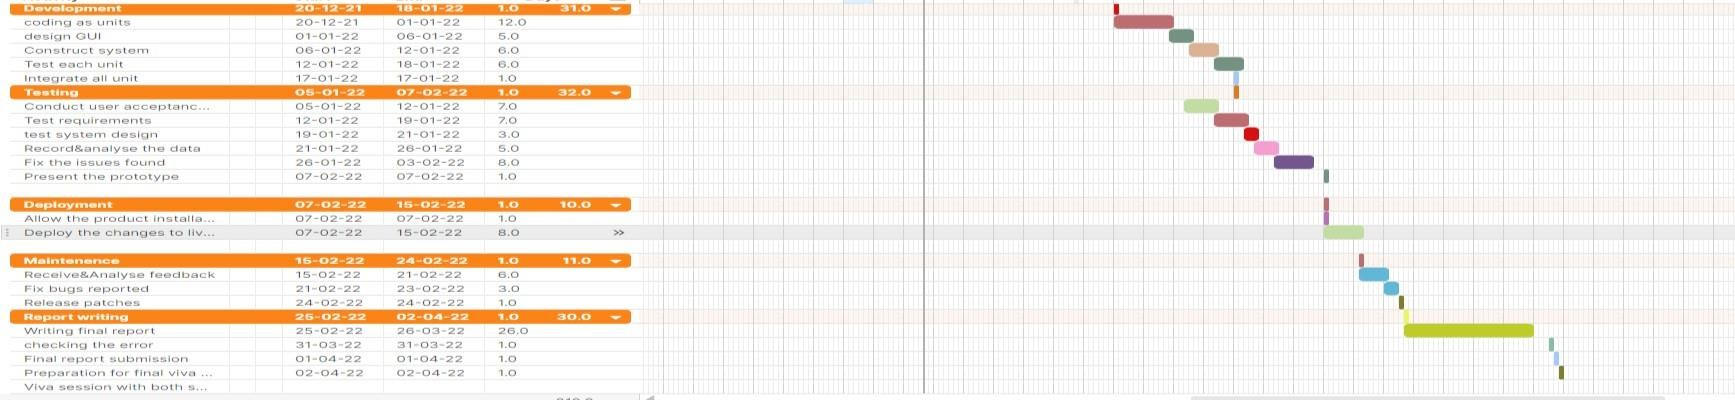 Development 20-12-21 18-01-22 1.0 31.0
coding as units 20-12-21 01-01-22 12.0
design GUI 01-01-22 06-01-22 5.0
Construct system 06-01-22 12-01-22 6.0
Test each unit 12-01-22 18-01-22 6.0
Integrate all unit 17-01-22 17-01-22 1.0
Testing 05-01-22 07-02-22 1.0 32.0
Conduct user acceptanc... 05-01-22 12-01-22 7.0
Test requirements 12-01-22 19-01-22 7.0
test system design 19-01-22 21-01-22 3.0
Record&analyse the data 21-01-22 26-01-22 5.0
Fix the issues found 26-01-22 03-02-22 8.0
Present the prototype 07-02-22 07-02-22 1.0
Deployment 07-02-22 15-02-22 1.0 10.0
Allow the product installa... 07-02-22 07-02-22 1.0
Deploy the changes to liv... 07-02-22 15-02-22 8.0 >>
Maintenence 15-02-22 24-02-22 1.0 11.0
Receive&Analyse feedback 15-02-22 21-02-22 6.0
Fix bugs reported 21-02-22 23-02-22 3.0
Release patches 24-02-22 24-02-22 1.0
Report writing 25-02-22 02-04-22 1.0 30.0
Writing final report 25-02-22 26-03-22 26.0
checking the error 31-03-22 31-03-22 1.0
Final report submission 01-04-22 01-04-22 1.0
Preparation for final viva ... 02-04-22 02-04-22 1.0
Viva session with both s...